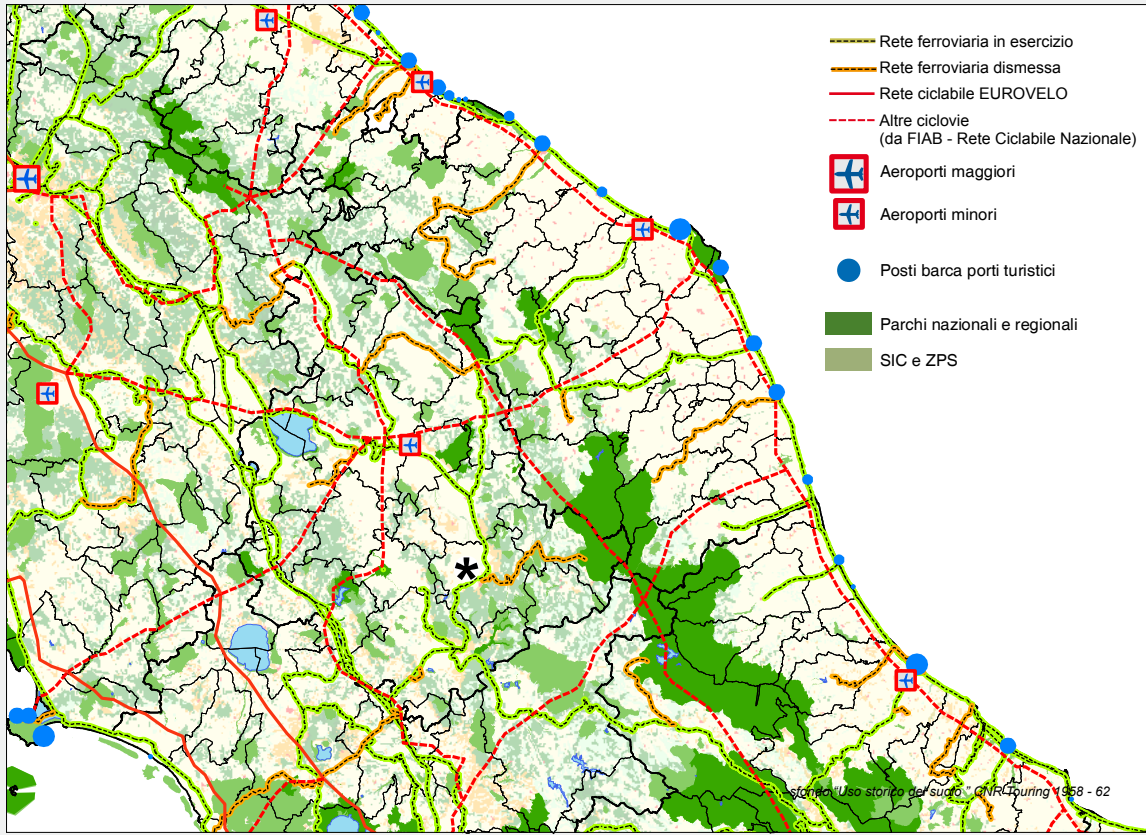 Rete ferroviaria in esercizio
Rete ferroviaria dismessa
Rete ciclabile EUROVELO
Altre ciclovie
(da FIAB - Rete Ciclabile Nazionale)
Aeroporti maggiori
Aeroporti minori
Posti barca porti turistici
Parchi nazionali e regionali
SIC e ZPS
*
sfondo "Uso storico del suolo " CNR Touring 1958 - 62